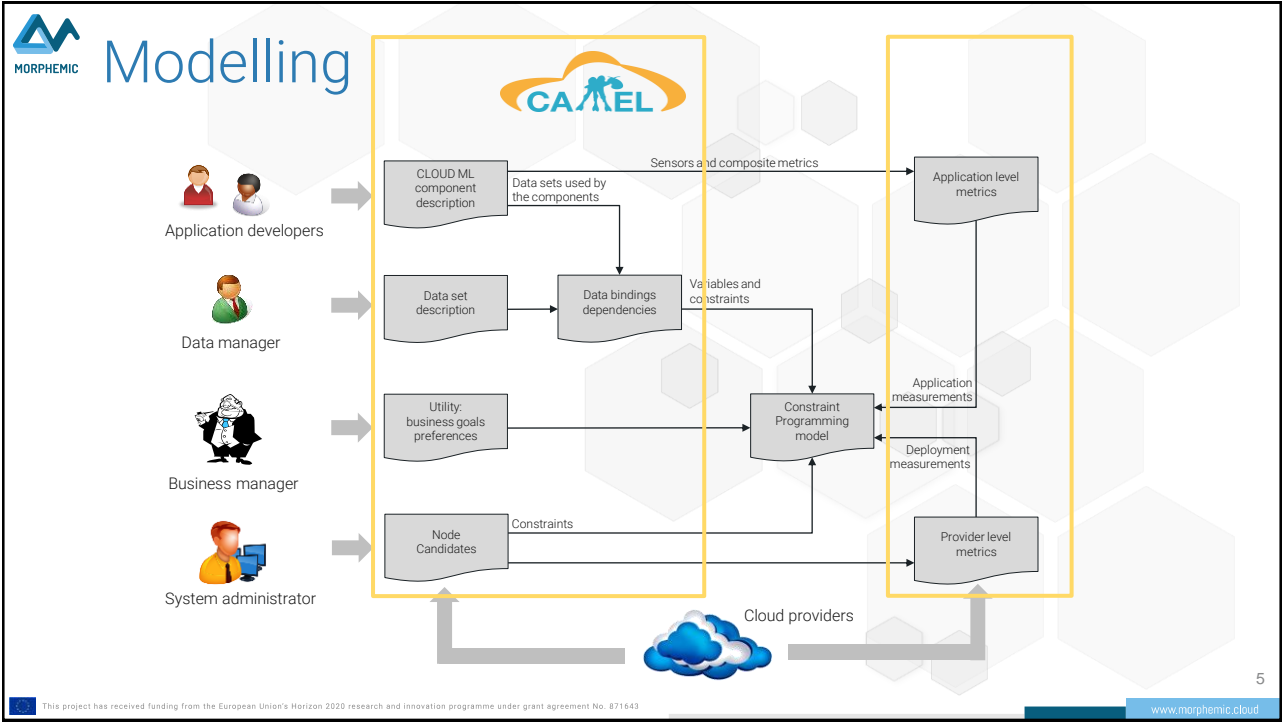 MORPHEMIC
Modelling
CAMEL
Sensors and composite metrics
CLOUD ML
component
description
Data sets used by
the components
Application level
metrics
Application developers
Data set
description
Data bindings
dependencies
Variables and
constraints
Data manager
Utility:
business goals
preferences
Constraint
Programming
model
Application
measurements
Deployment
measurements
Business manager
Node
Candidates
Constraints
Provider level
metrics
System administrator
Cloud providers
5
This project has received funding from the European Union's Horizon 2020 research and innovation programme under grant agreement No. 871643
www.morphemic.cloud